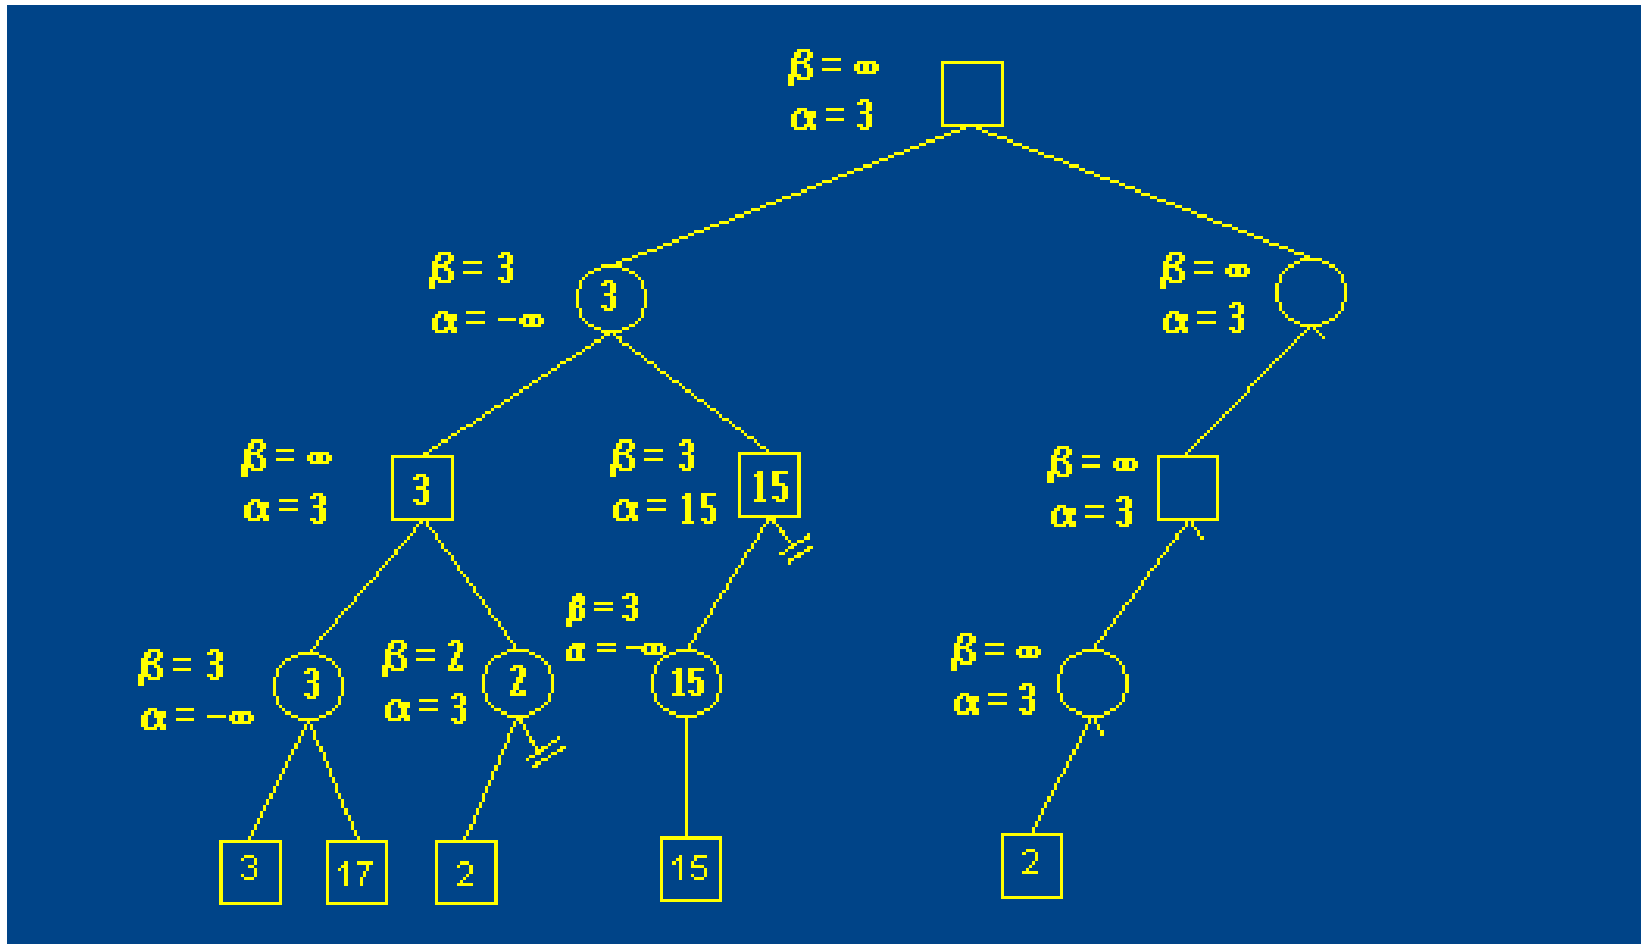 β = ∞
α = 3
β = 3
α = −∞
3
β = ∞
α = 3
β = ∞
α = 3
3
β = 3
α = 15
15
β = ∞
α = 3
β = 3
α = −∞
3
β = 2
α = 3
2
β = 3
α = −∞
15
β = ∞
α = 3
3
17
2
15
2